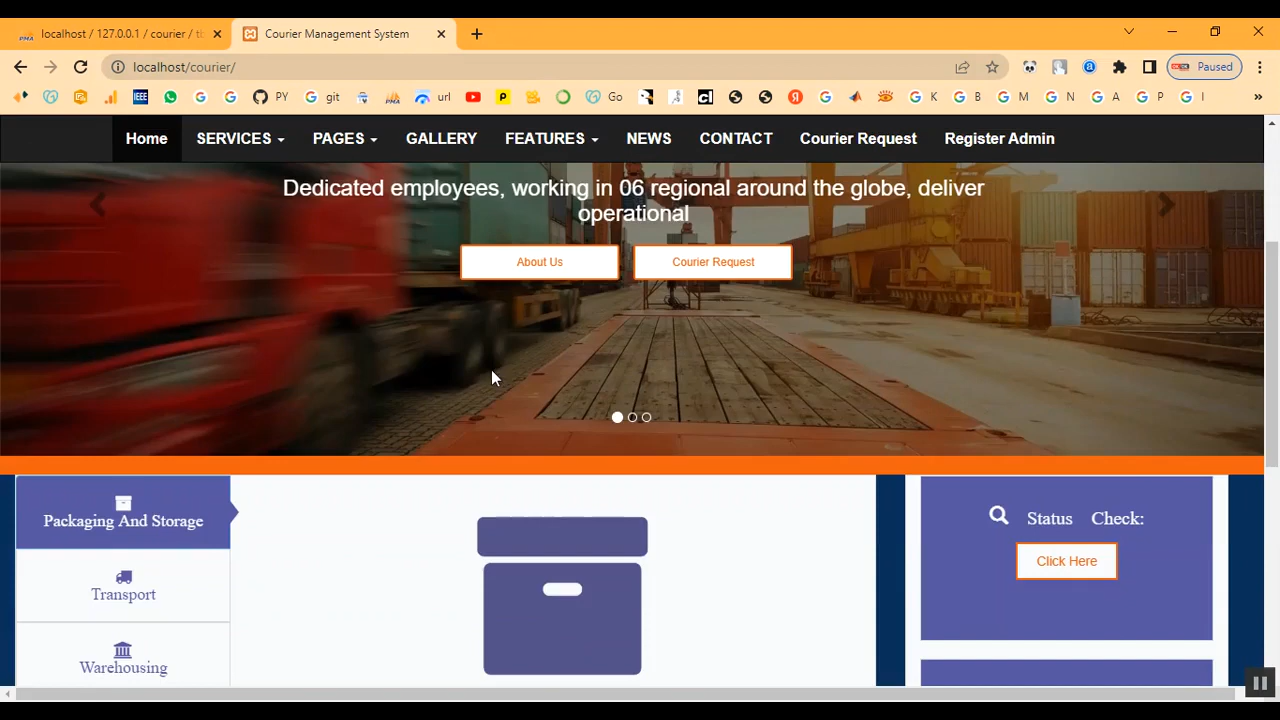 localhost / 127.0.0.1 / courier / tb
Courier Management System
localhost/courier/
Paused
IEEE
PY
git
url
Go
K
B
M
N
A
P
I
Home
SERVICES
PAGES
GALLERY
FEATURES
NEWS
CONTACT
Courier Request
Register Admin
Dedicated employees, working in 06 regional around the globe, deliver
operational
About Us
Courier Request
Packaging And Storage
Transport
Warehousing
Status Check:
Click Here